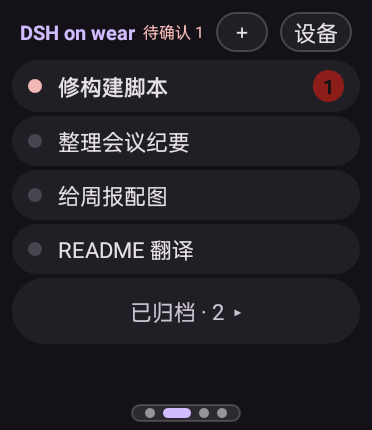 DSH on wear 待确认 1 + 设备
修构建脚本 1
整理会议纪要
给周报配图
README 翻译
已归档 · 2 ▸